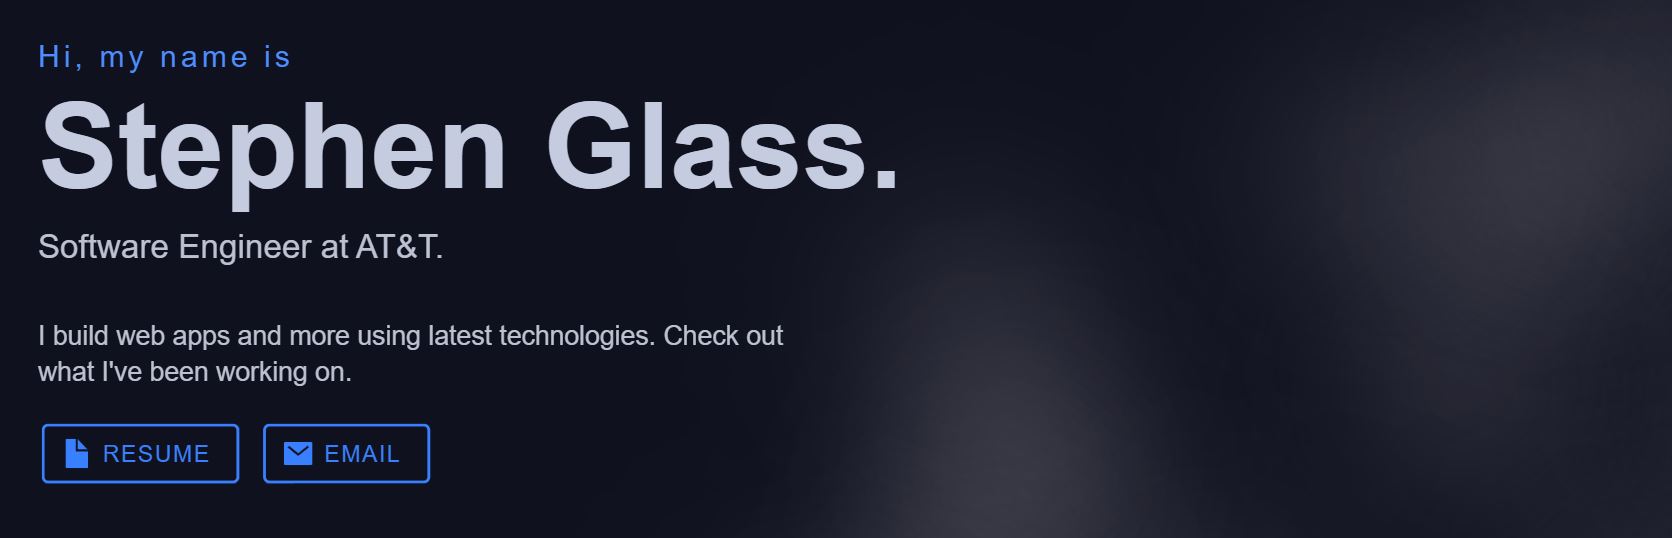 Hi, my name is
Stephen Glass.
Software Engineer at AT&T.
I build web apps and more using latest technologies. Check out
what I've been working on.
RESUME
EMAIL